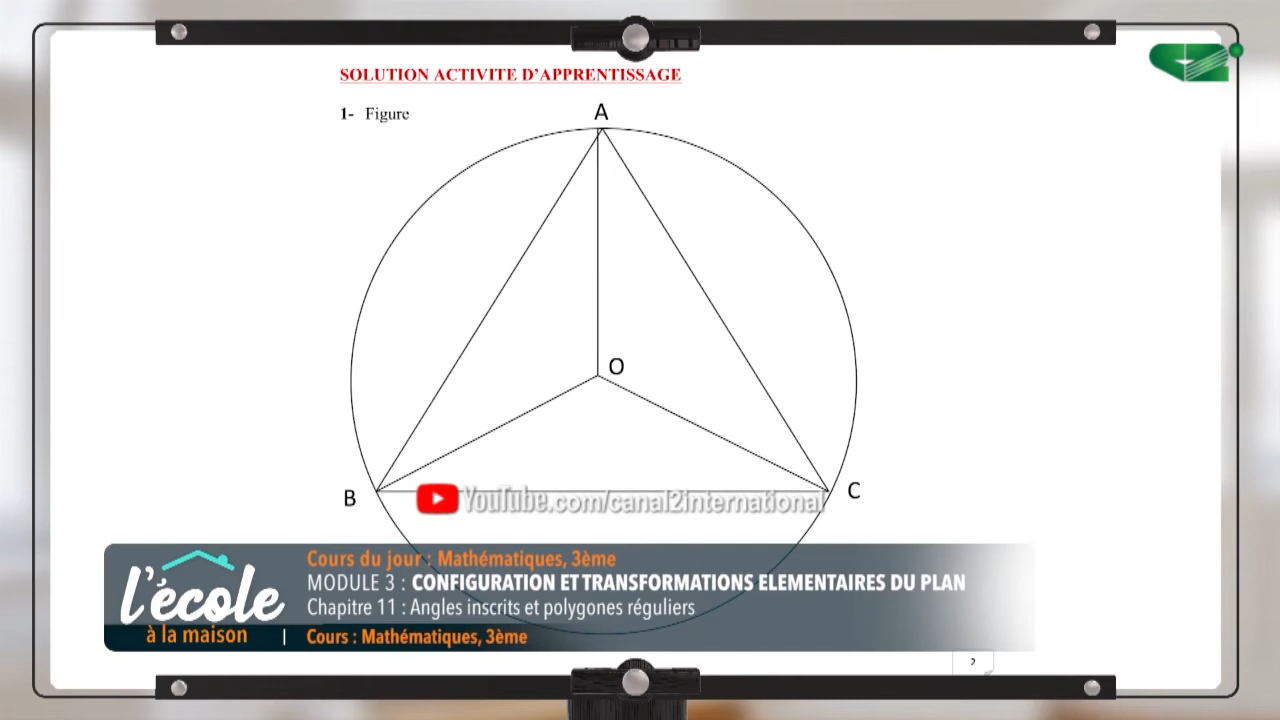 SOLUTION ACTIVITE D’APPRENTISSAGE
1- Figure
A
O
B
C
YouTube.com/canal2international
l'école
à la maison
Cours du jour : Mathématiques, 3ème
MODULE 3 : CONFIGURATION ET TRANSFORMATIONS ELEMENTAIRES DU PLAN
Chapitre 11 : Angles inscrits et polygones réguliers
| Cours : Mathématiques, 3ème
2